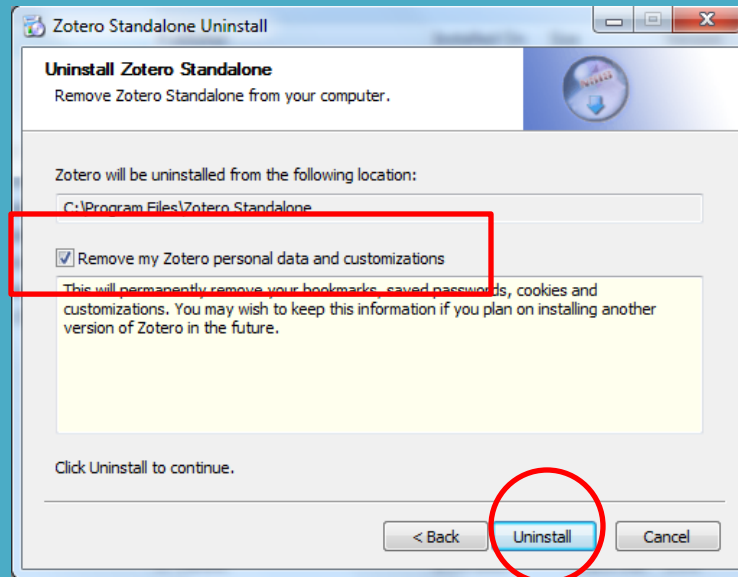 Zotero Standalone Uninstall
Uninstall Zotero Standalone
Remove Zotero Standalone from your computer.
Zotero will be uninstalled from the following location:
C:\Program Files\Zotero Standalone
Remove my Zotero personal data and customizations
This will permanently remove your bookmarks, saved passwords, cookies and
customizations. You may wish to keep this information if you plan on installing another
version of Zotero in the future.
Click Uninstall to continue.
< Back
Uninstall
Cancel